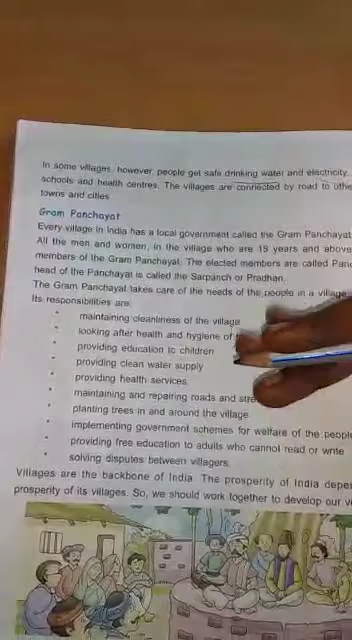 In some villages, however people get safe drinking water and electricity,
schools and health centres. The villages are connected by road to
towns and cities
Gram Panchayat
Every village in India has a local government called the Gram Panchayat
All the men and women, in the village who are 18 years and above
members of the Gram Panchayat. The elected members are called
head of the Panchayat is called the Sarpanch or Pradhan.
The Gram Panchayat takes care of the needs of the people in a village
Its responsibilities are
• maintaining cleanliness of the village
• looking after health and hygiene of
• providing education to children
• providing clean water supply
• providing health services
• maintaining and repairing roads and
• planting trees in and around the village
• implementing government schemes for welfare of the people
• providing free education to adults who cannot read or write
• solving disputes between villagers.
Villages are the backbone of India The prosperity of India
prosperity of its villages. So, we should work together to develop our